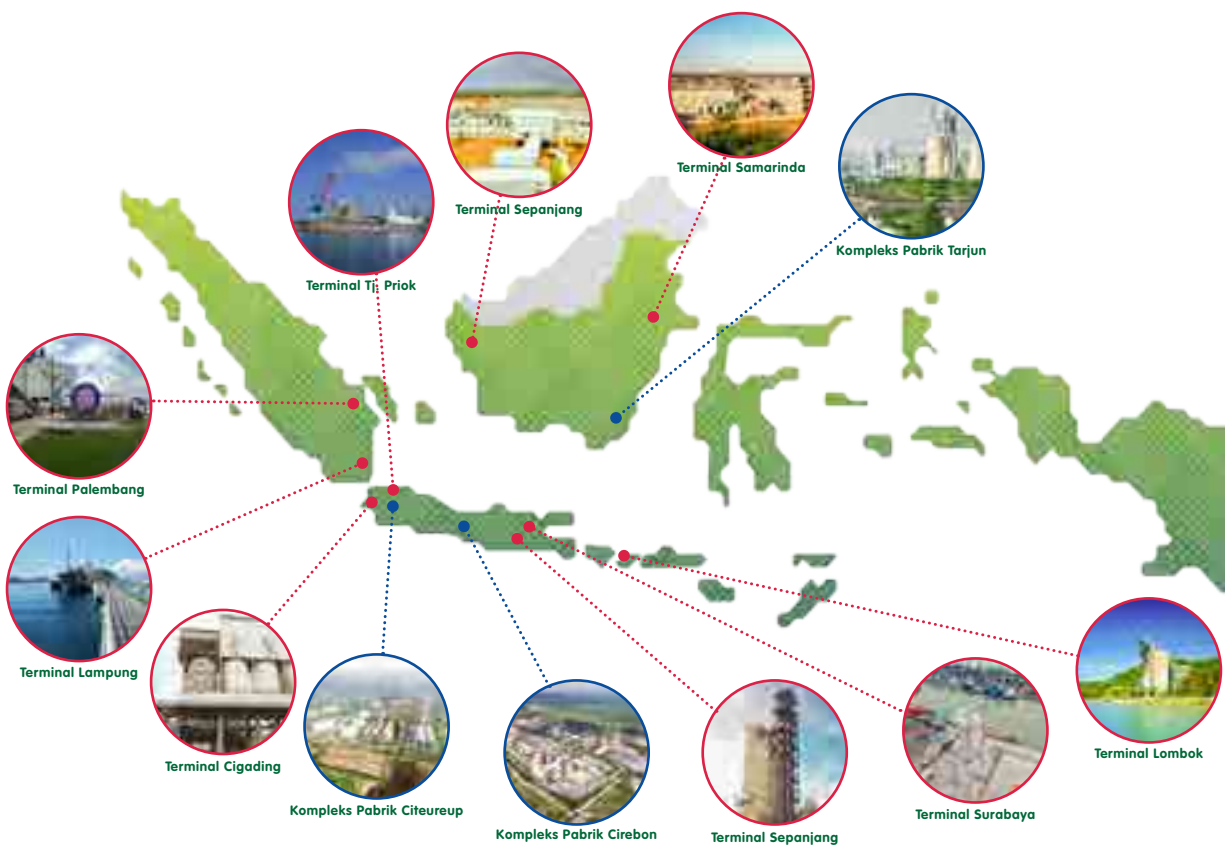 Terminal Samarinda
Terminal Sepanjang
Kompleks Pabrik Tarjun
Terminal Tj. Priok
Terminal Palembang
Terminal Lampung
Terminal Cigading
Kompleks Pabrik Citeureup
Kompleks Pabrik Cirebon
Terminal Sepanjang
Terminal Surabaya
Terminal Lombok